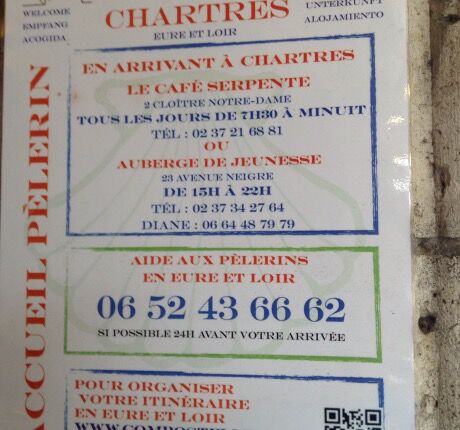 WELCOME
EMPFANG
ACOGIDA
CHARTRES
EURE ET LOIR
UNTERKUNFT
ALOJAMIENTO
ACCUEIL PÈLERIN
EN ARRIVANT À CHARTRES
LE CAFÉ SERPENTE
2 CLOÎTRE NOTRE-DAME
TOUS LES JOURS DE 7H30 À MINUIT
TÉL : 02 37 21 68 81
OU
AUBERGE DE JEUNESSE
23 AVENUE NEIGRE
DE 15H À 22H
TÉL : 02 37 34 27 64
DIANE : 06 64 48 79 79
AIDE AUX PÈLERINS
EN EURE ET LOIR
06 52 43 66 62
SI POSSIBLE 24H AVANT VOTRE ARRIVÉE
POUR ORGANISER
VOTRE ITINÉRAIRE
EN EURE ET LOIR